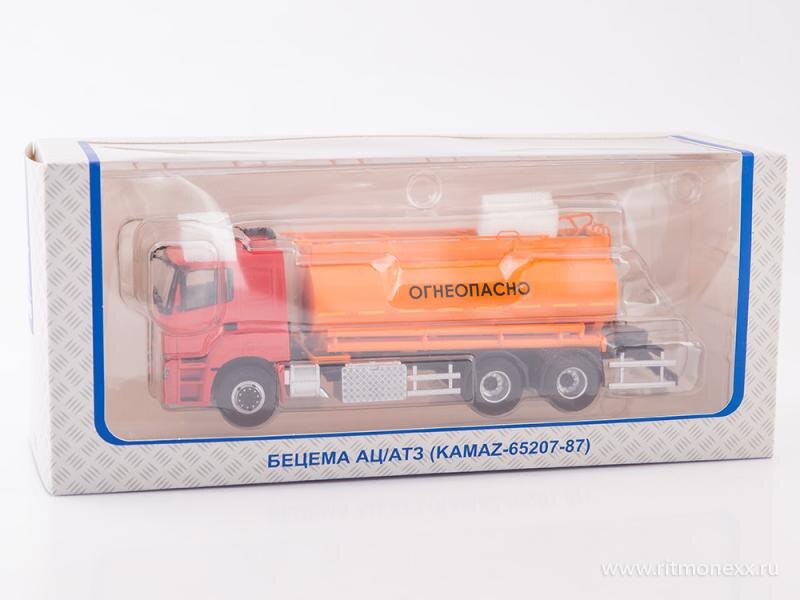 ОГНЕОПАСНО
БЕЦЕМА АЦ/АТЗ (KAMAZ-65207-87)
www.ritmonexx.ru